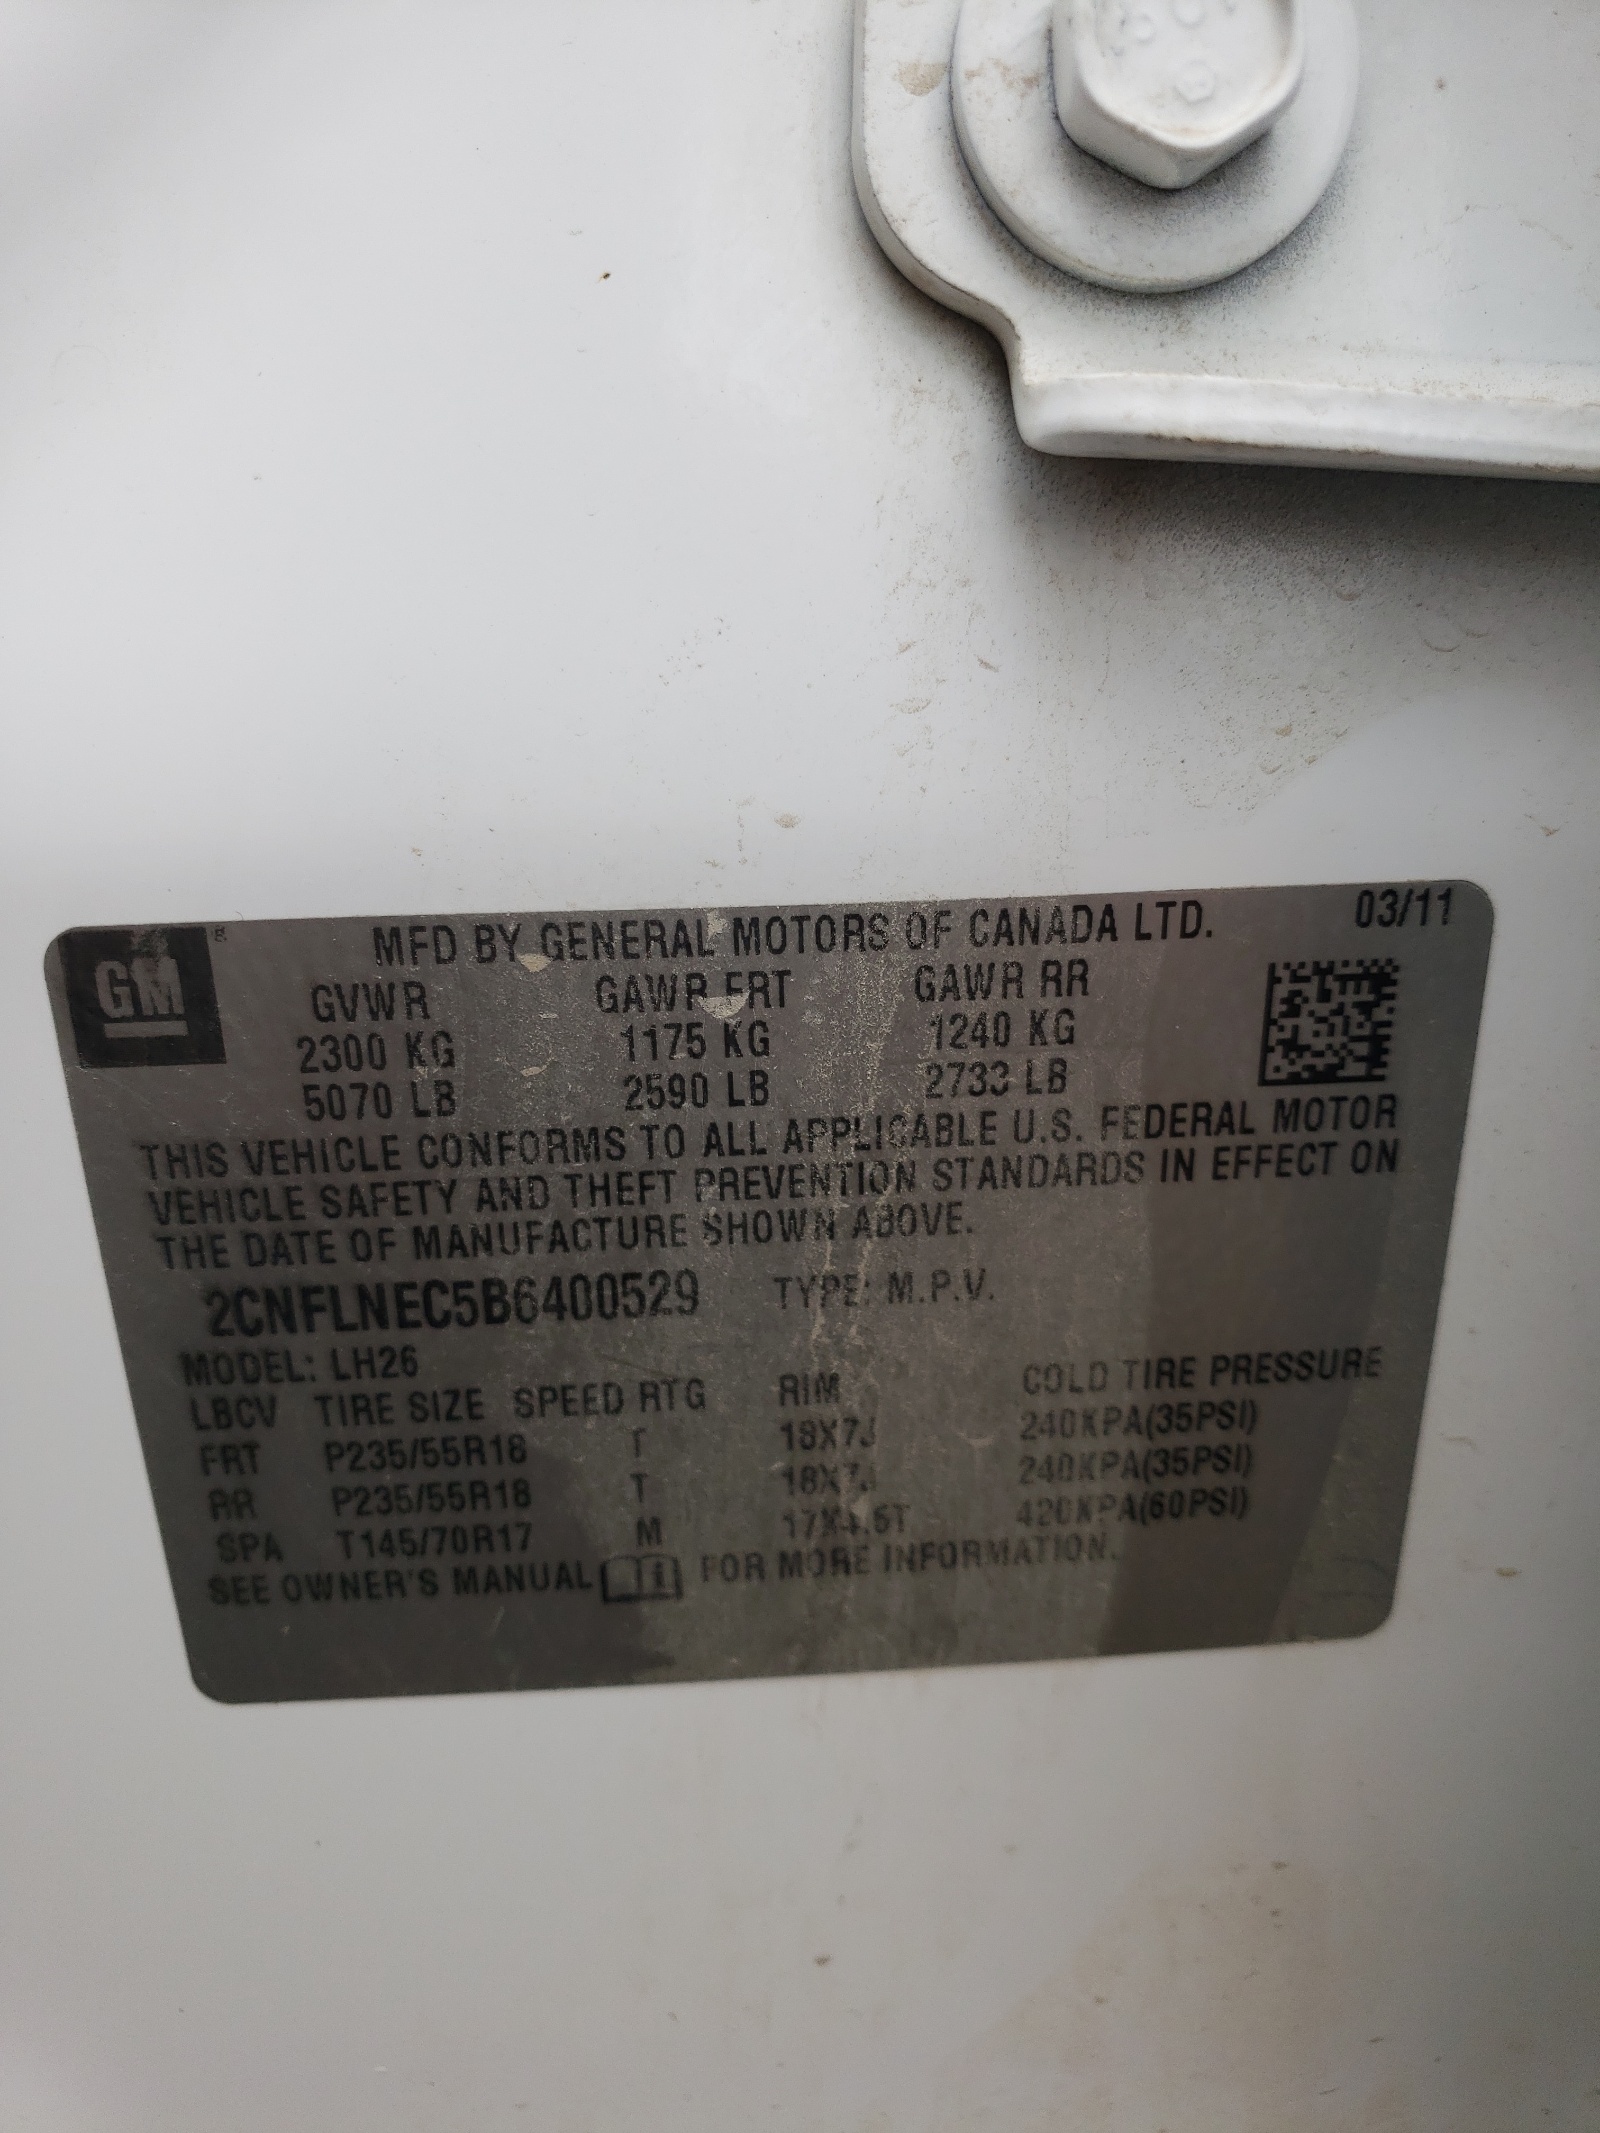 GM
MFD BY GENERAL MOTORS OF CANADA LTD. 03/11
GVWR GAWR FRT GAWR RR
2300 KG 1175 KG 1240 KG
5070 LB 2590 LB 2733 LB
THIS VEHICLE CONFORMS TO ALL APPLICABLE U.S. FEDERAL MOTOR
VEHICLE SAFETY AND THEFT PREVENTION STANDARDS IN EFFECT ON
THE DATE OF MANUFACTURE SHOWN ABOVE.
2CNFLNEC5B6400529 TYPE: M.P.V.
MODEL: LH26
LBCV TIRE SIZE SPEED RTG RIM COLD TIRE PRESSURE
FRT P235/55R18 T 18X7J 240KPA(35PSI)
RR P235/55R18 T 18X7J 240KPA(35PSI)
SPA T145/70R17 M 17X4.5T 420KPA(60PSI)
SEE OWNER'S MANUAL FOR MORE INFORMATION.